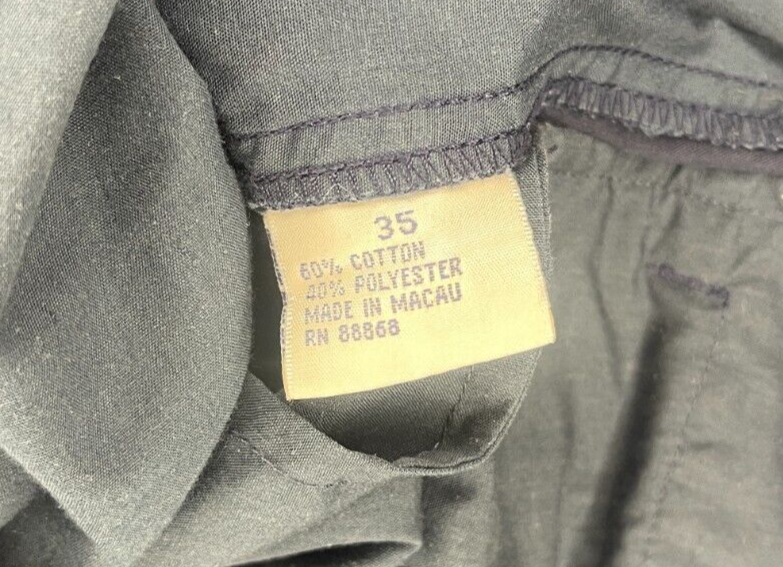 35
60% COTTON
40% POLYESTER
MADE IN MACAU
RN 88868